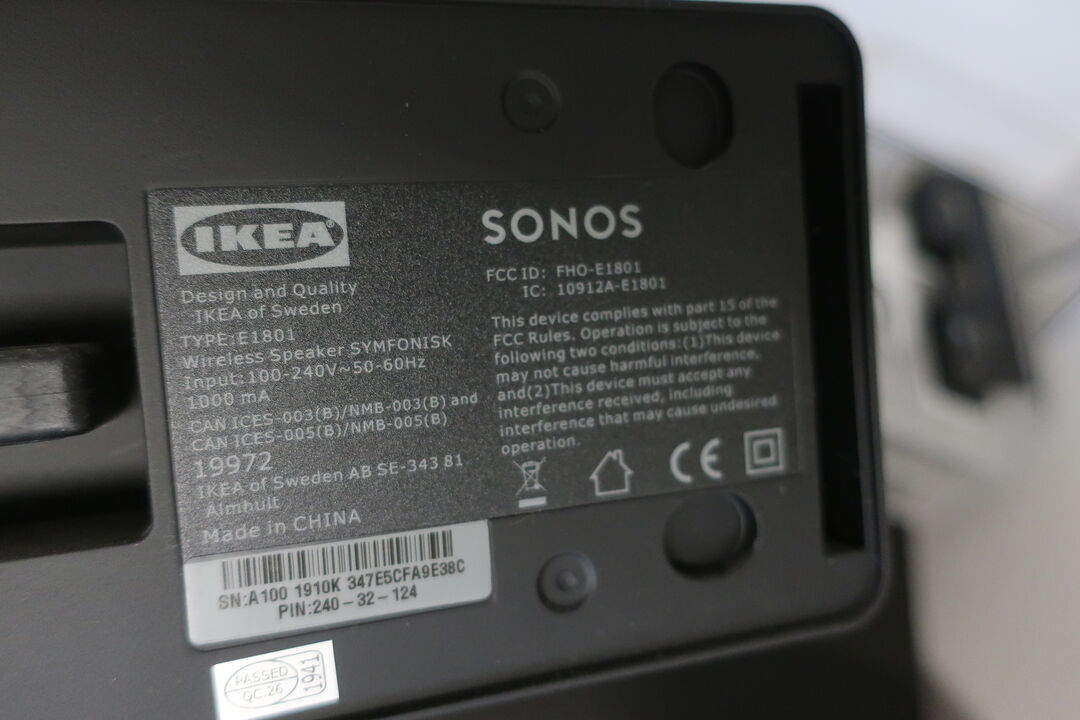 IKEA®
Design and Quality
IKEA of Sweden
TYPE:E1801
Wireless Speaker SYMFONISK
Input:100-240V~50-60Hz
1000 mA
CAN ICES-003(B)/NMB-003(B) and
CAN ICES-005(B)/NMB-005(B)
19972
IKEA of Sweden AB SE-343 81
Älmhult
Made in CHINA
SONOS
FCC ID: FHO-E1801
IC: 10912A-E1801
This device complies with part 15 of the
FCC Rules. Operation is subject to the
following two conditions:(1)This device
may not cause harmful interference,
and(2)This device must accept any
interference received, including
interference that may cause undesired
operation.
CE
SN:A100 1910K 347E5CFA9E38C
PIN:240-32-124
PASSED
QC.26
1941